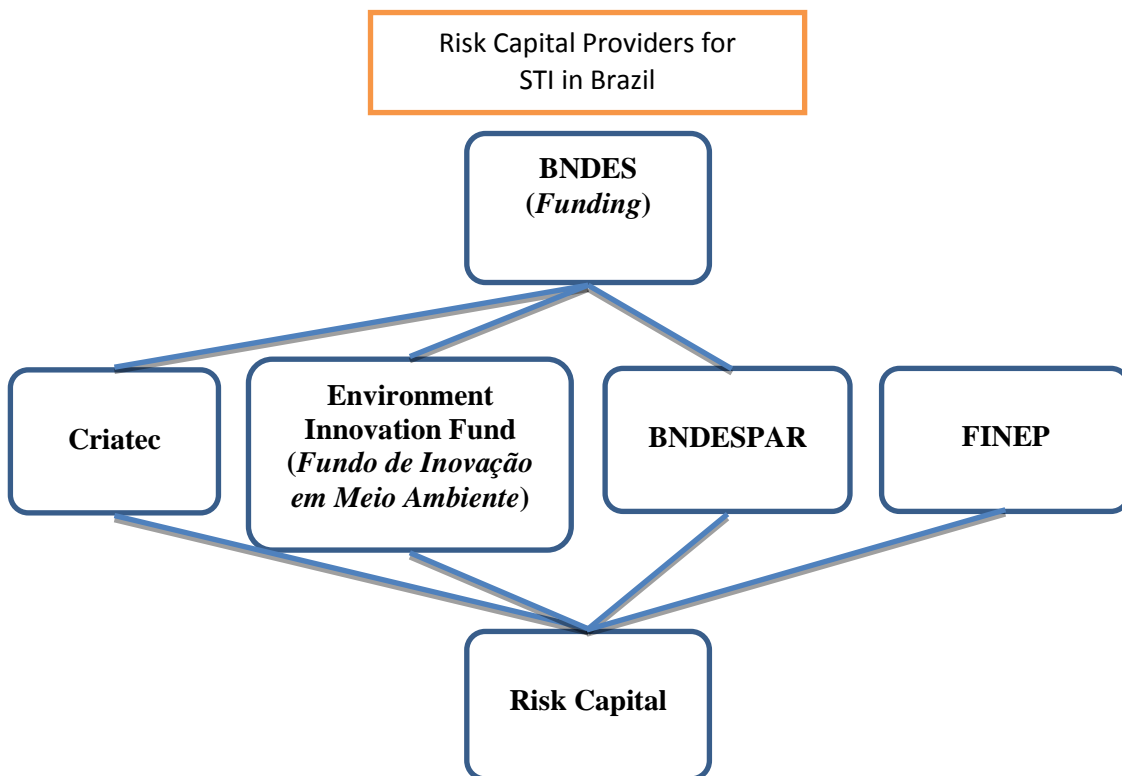 Risk Capital Providers for
STI in Brazil
BNDES
(Funding)
Criatec
Environment
Innovation Fund
(Fundo de Inovação
em Meio Ambiente)
BNDESPAR
FINEP
Risk Capital